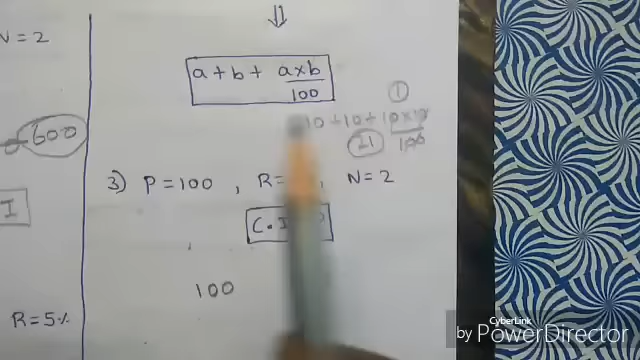 N = 2
a + b + a×b
100
1
10 + 10 + 10×10
600
21 100
3) P = 100 , R = , N = 2
I
C.I
100
R = 5%
CyberLink
by PowerDirector